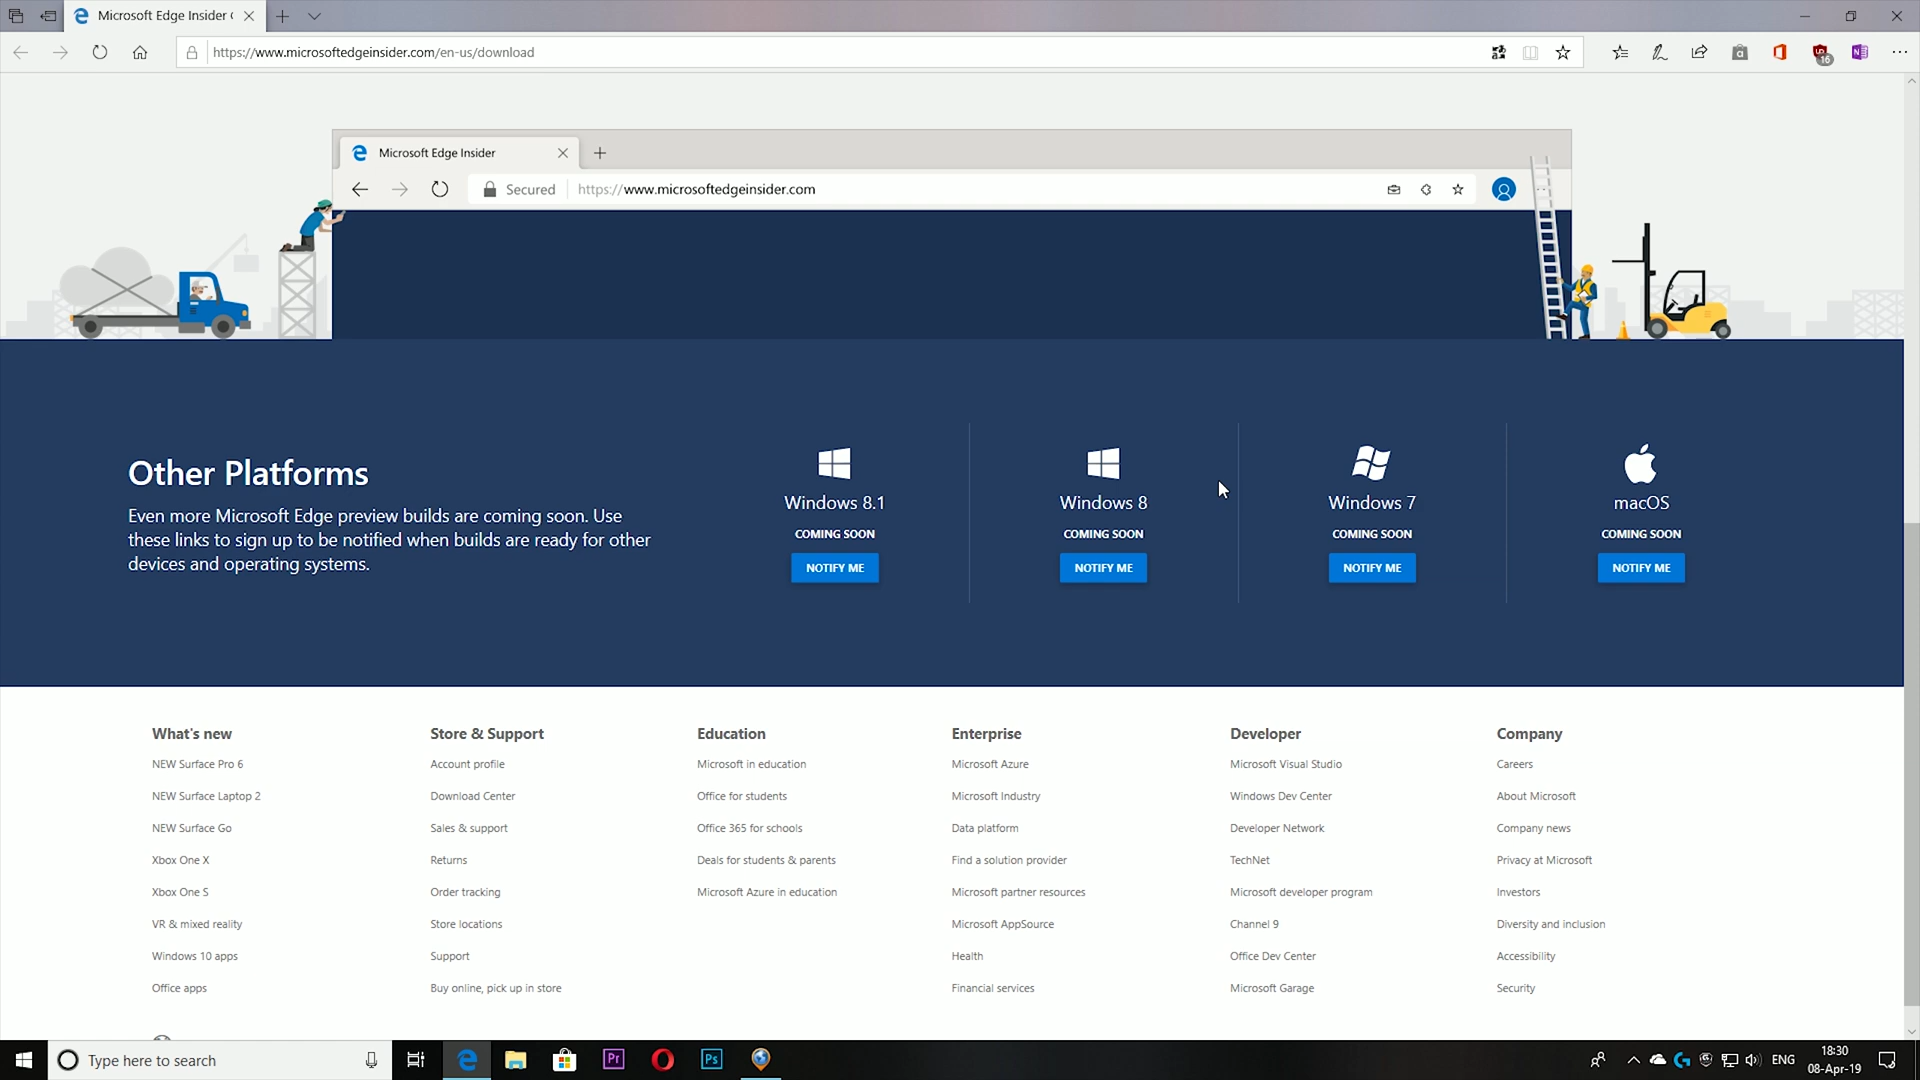 Microsoft Edge Insider
https://www.microsoftedgeinsider.com/en-us/download
16
Microsoft Edge Insider
Secured https://www.microsoftedgeinsider.com
Other Platforms
Even more Microsoft Edge preview builds are coming soon. Use
these links to sign up to be notified when builds are ready for other
devices and operating systems.
Windows 8.1
COMING SOON
NOTIFY ME
Windows 8
COMING SOON
NOTIFY ME
Windows 7
COMING SOON
NOTIFY ME
macOS
COMING SOON
NOTIFY ME
What's new
NEW Surface Pro 6
NEW Surface Laptop 2
NEW Surface Go
Xbox One X
Xbox One S
VR & mixed reality
Windows 10 apps
Office apps
Store & Support
Account profile
Download Center
Sales & support
Returns
Order tracking
Store locations
Support
Buy online, pick up in store
Education
Microsoft in education
Office for students
Office 365 for schools
Deals for students & parents
Microsoft Azure in education
Enterprise
Microsoft Azure
Microsoft Industry
Data platform
Find a solution provider
Microsoft partner resources
Microsoft AppSource
Health
Financial services
Developer
Microsoft Visual Studio
Windows Dev Center
Developer Network
TechNet
Microsoft developer program
Channel 9
Office Dev Center
Microsoft Garage
Company
Careers
About Microsoft
Company news
Privacy at Microsoft
Investors
Diversity and inclusion
Accessibility
Security
Type here to search
Pr
Ps
ENG
18:30
08-Apr-19